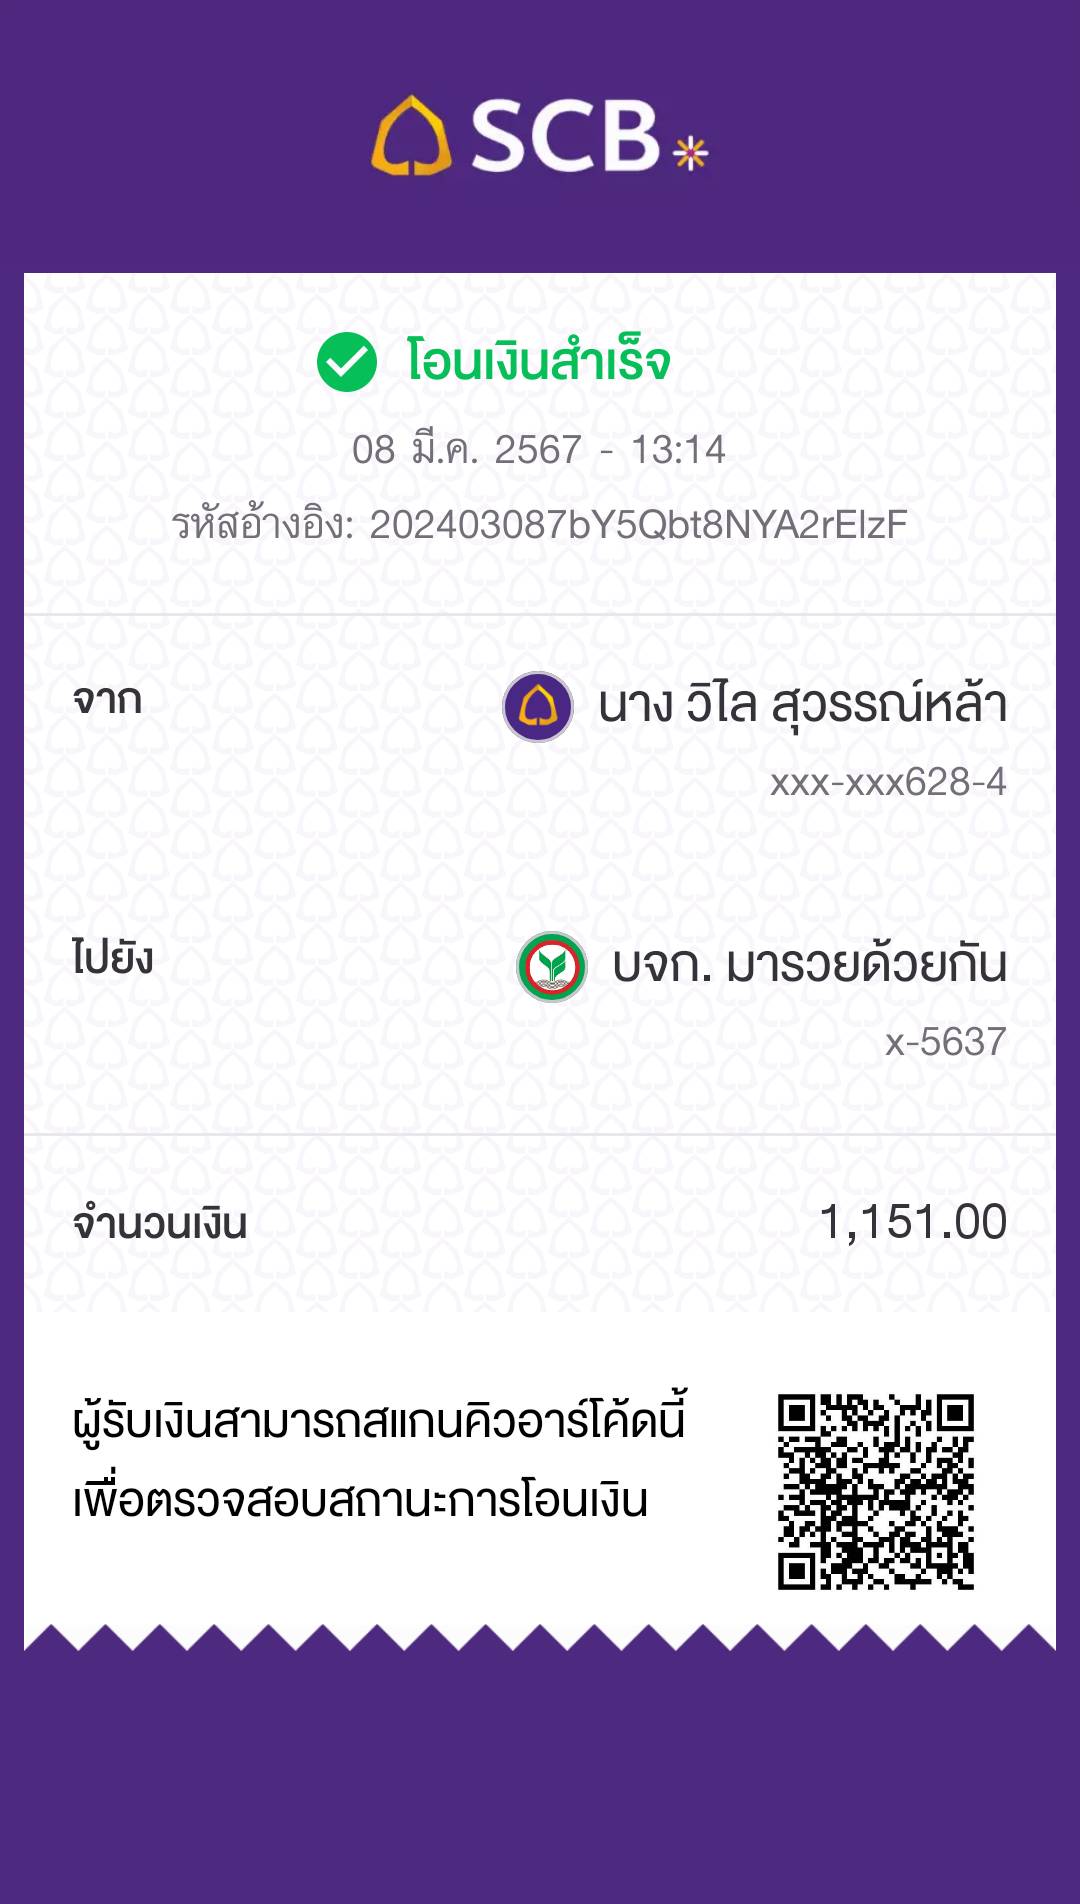 SCB
โอนเงินสำเร็จ
08 มี.ค. 2567 - 13:14
รหัสอ้างอิง: 202403087bY5Qbt8NYA2rElzF
จาก
นาง วิไล สุวรรณ์หล้า
xxx-xxx628-4
ไปยัง
บจก. มารวยด้วยกัน
x-5637
จำนวนเงิน
1,151.00
ผู้รับเงินสามารถสแกนคิวอาร์โค้ดนี้
เพื่อตรวจสอบสถานะการโอนเงิน